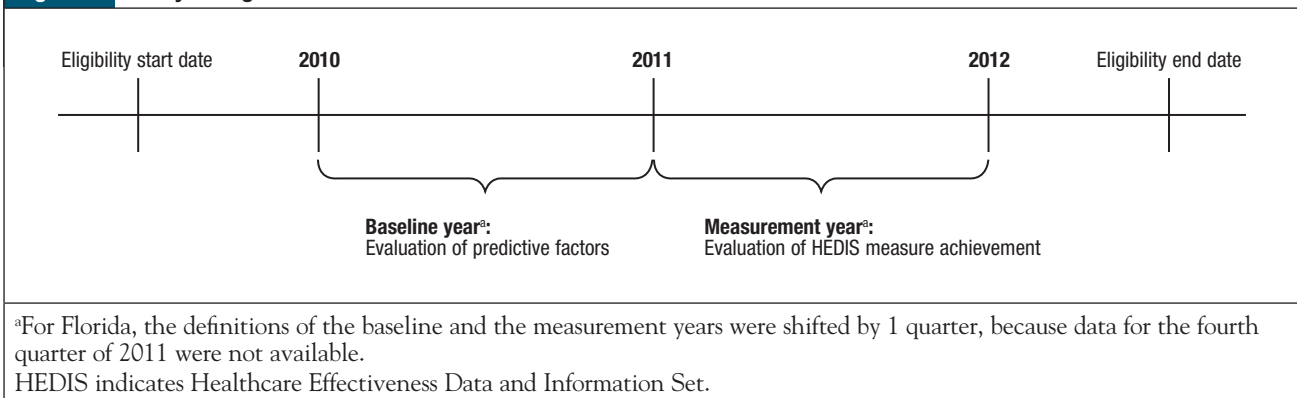 Eligibility start date 2010 2011 2012 Eligibility end date
Baseline yearᵃ:
Evaluation of predictive factors
Measurement yearᵃ:
Evaluation of HEDIS measure achievement
ᵃFor Florida, the definitions of the baseline and the measurement years were shifted by 1 quarter, because data for the fourth
quarter of 2011 were not available.
HEDIS indicates Healthcare Effectiveness Data and Information Set.